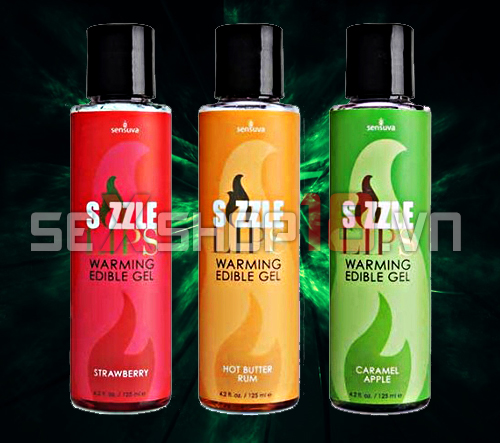 sensuva
SIZZLE
LIPS
WARMING
EDIBLE GEL
STRAWBERRY
4.2 fl. oz. / 125 ml e
sensuva
SIZZLE
LIPS
WARMING
EDIBLE GEL
HOT BUTTER
RUM
4.2 fl. oz. / 125 ml e
sensuva
SIZZLE
LIPS
WARMING
EDIBLE GEL
CARAMEL
APPLE
4.2 fl. oz. / 125 ml e